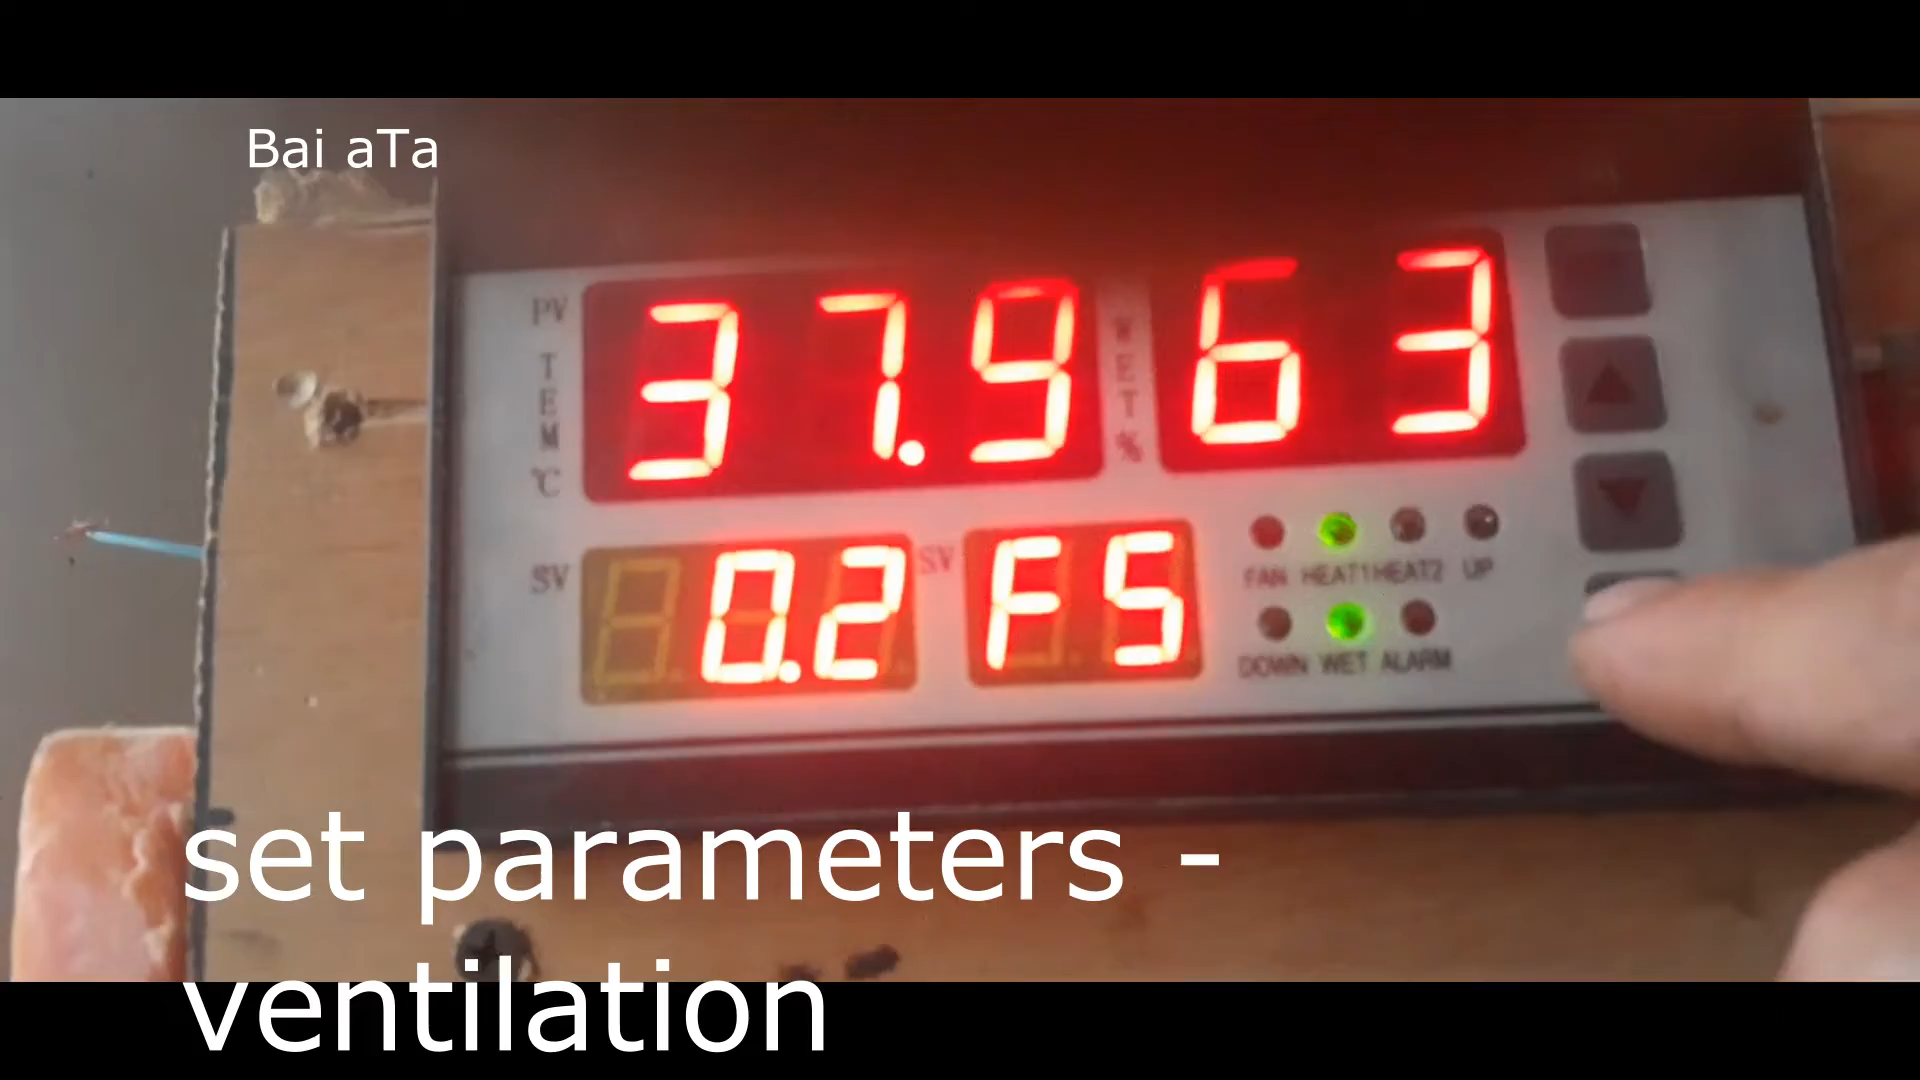 Bai aTa
PV
TEM
°C
37.9
WET%
63
SV
0.2
SV
F5
FAN HEAT1 HEAT2 UP
DOWN WET ALARM
set parameters -
ventilation